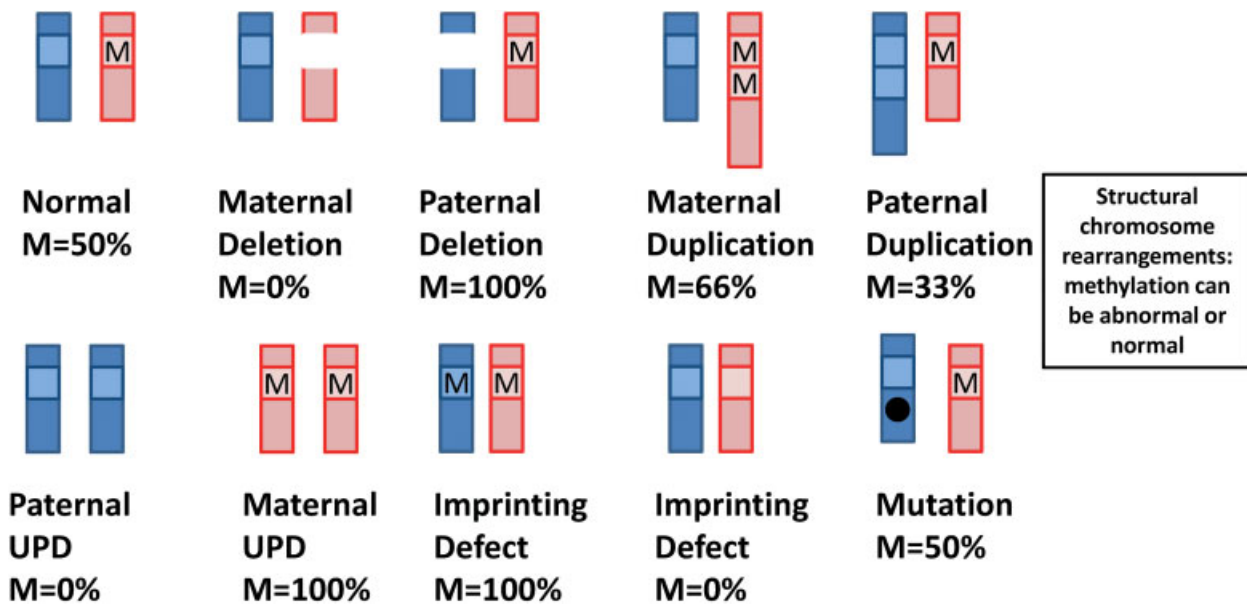 M
Normal
M=50%
Maternal
Deletion
M=0%
M
Paternal
Deletion
M=100%
M
M
Maternal
Duplication
M=66%
M
Paternal
Duplication
M=33%
Structural
chromosome
rearrangements:
methylation can
be abnormal or
normal
Paternal
UPD
M=0%
M M
Maternal
UPD
M=100%
M M
Imprinting
Defect
M=100%
Imprinting
Defect
M=0%
M
Mutation
M=50%